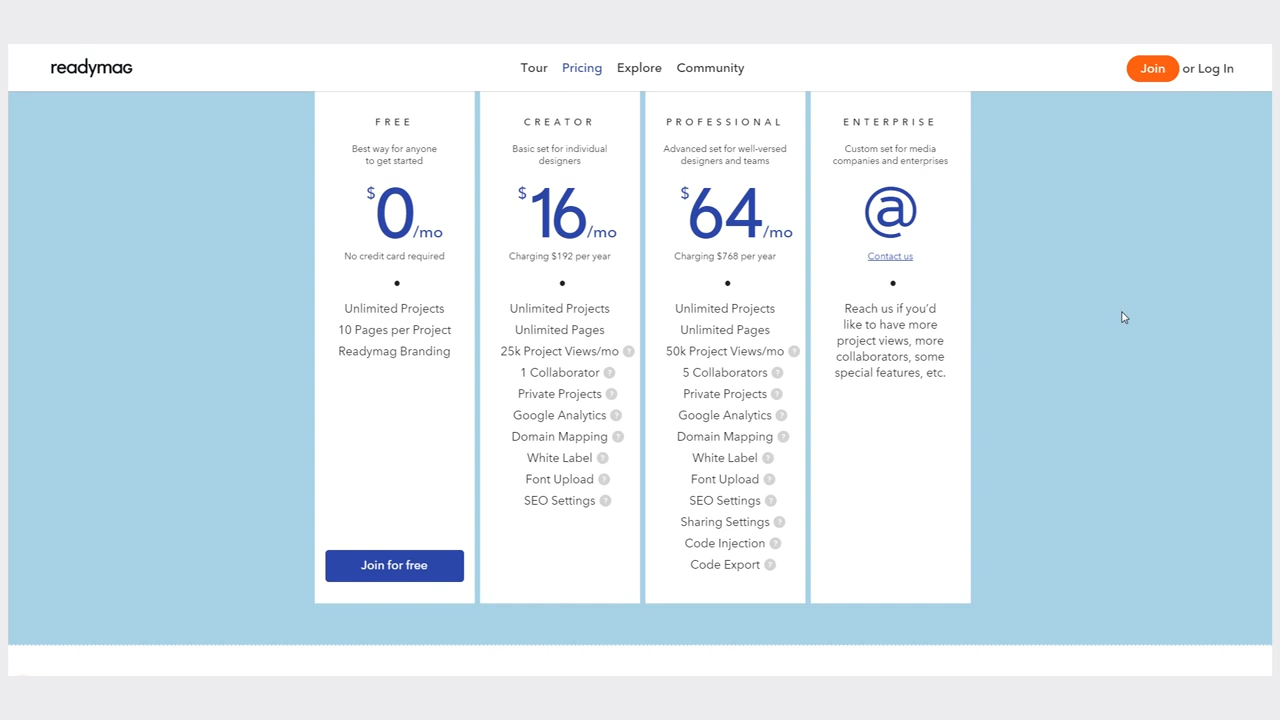 readymag
Tour Pricing Explore Community
Join or Log In
FREE
Best way for anyone
to get started
$0/mo
No credit card required
•
Unlimited Projects
10 Pages per Project
Readymag Branding
Join for free
CREATOR
Basic set for individual
designers
$16/mo
Charging $192 per year
•
Unlimited Projects
Unlimited Pages
25k Project Views/mo ?
1 Collaborator ?
Private Projects ?
Google Analytics ?
Domain Mapping ?
White Label ?
Font Upload ?
SEO Settings ?
PROFESSIONAL
Advanced set for well-versed
designers and teams
$64/mo
Charging $768 per year
•
Unlimited Projects
Unlimited Pages
50k Project Views/mo ?
5 Collaborators ?
Private Projects ?
Google Analytics ?
Domain Mapping ?
White Label ?
Font Upload ?
SEO Settings ?
Sharing Settings ?
Code Injection ?
Code Export ?
ENTERPRISE
Custom set for media
companies and enterprises
@
Contact us
•
Reach us if you’d
like to have more
project views, more
collaborators, some
special features, etc.